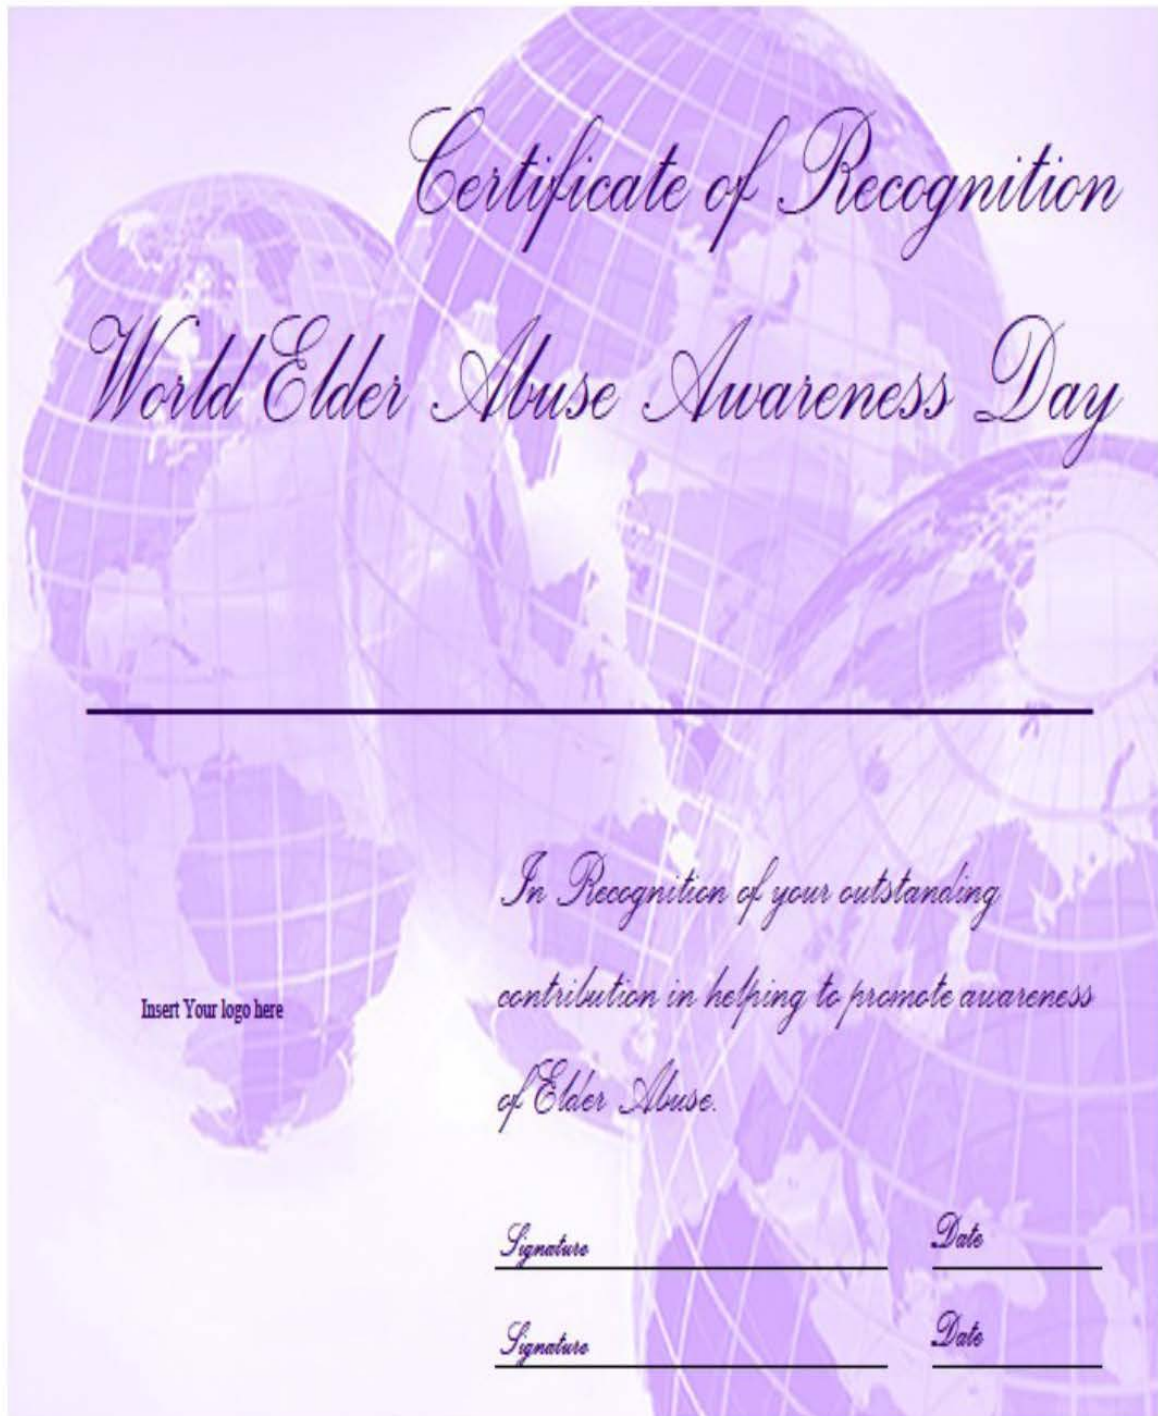 Certificate of Recognition
World Elder Abuse Awareness Day
In Recognition of your outstanding
contribution in helping to promote awareness
of Elder Abuse.
Insert Your logo here
Signature Date
Signature Date